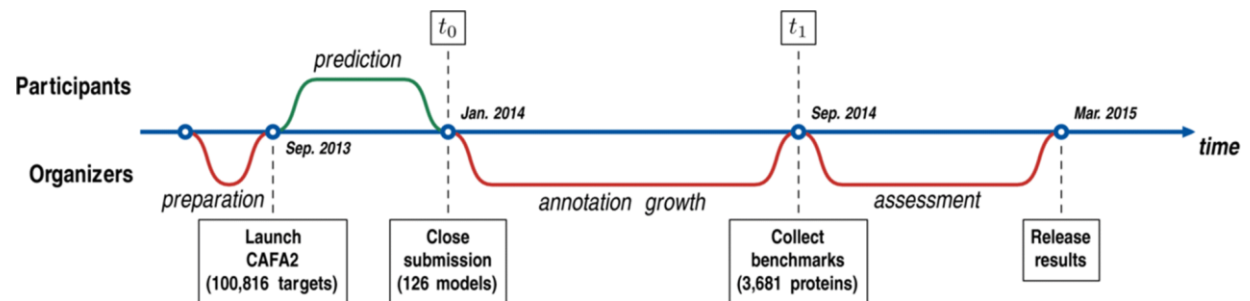 t0
t1
prediction
Participants
Jan. 2014
Sep. 2014
Mar. 2015
Sep. 2013
time
Organizers
preparation
annotation growth
assessment
Launch
CAFA2
(100,816 targets)
Close
submission
(126 models)
Collect
benchmarks
(3,681 proteins)
Release
results